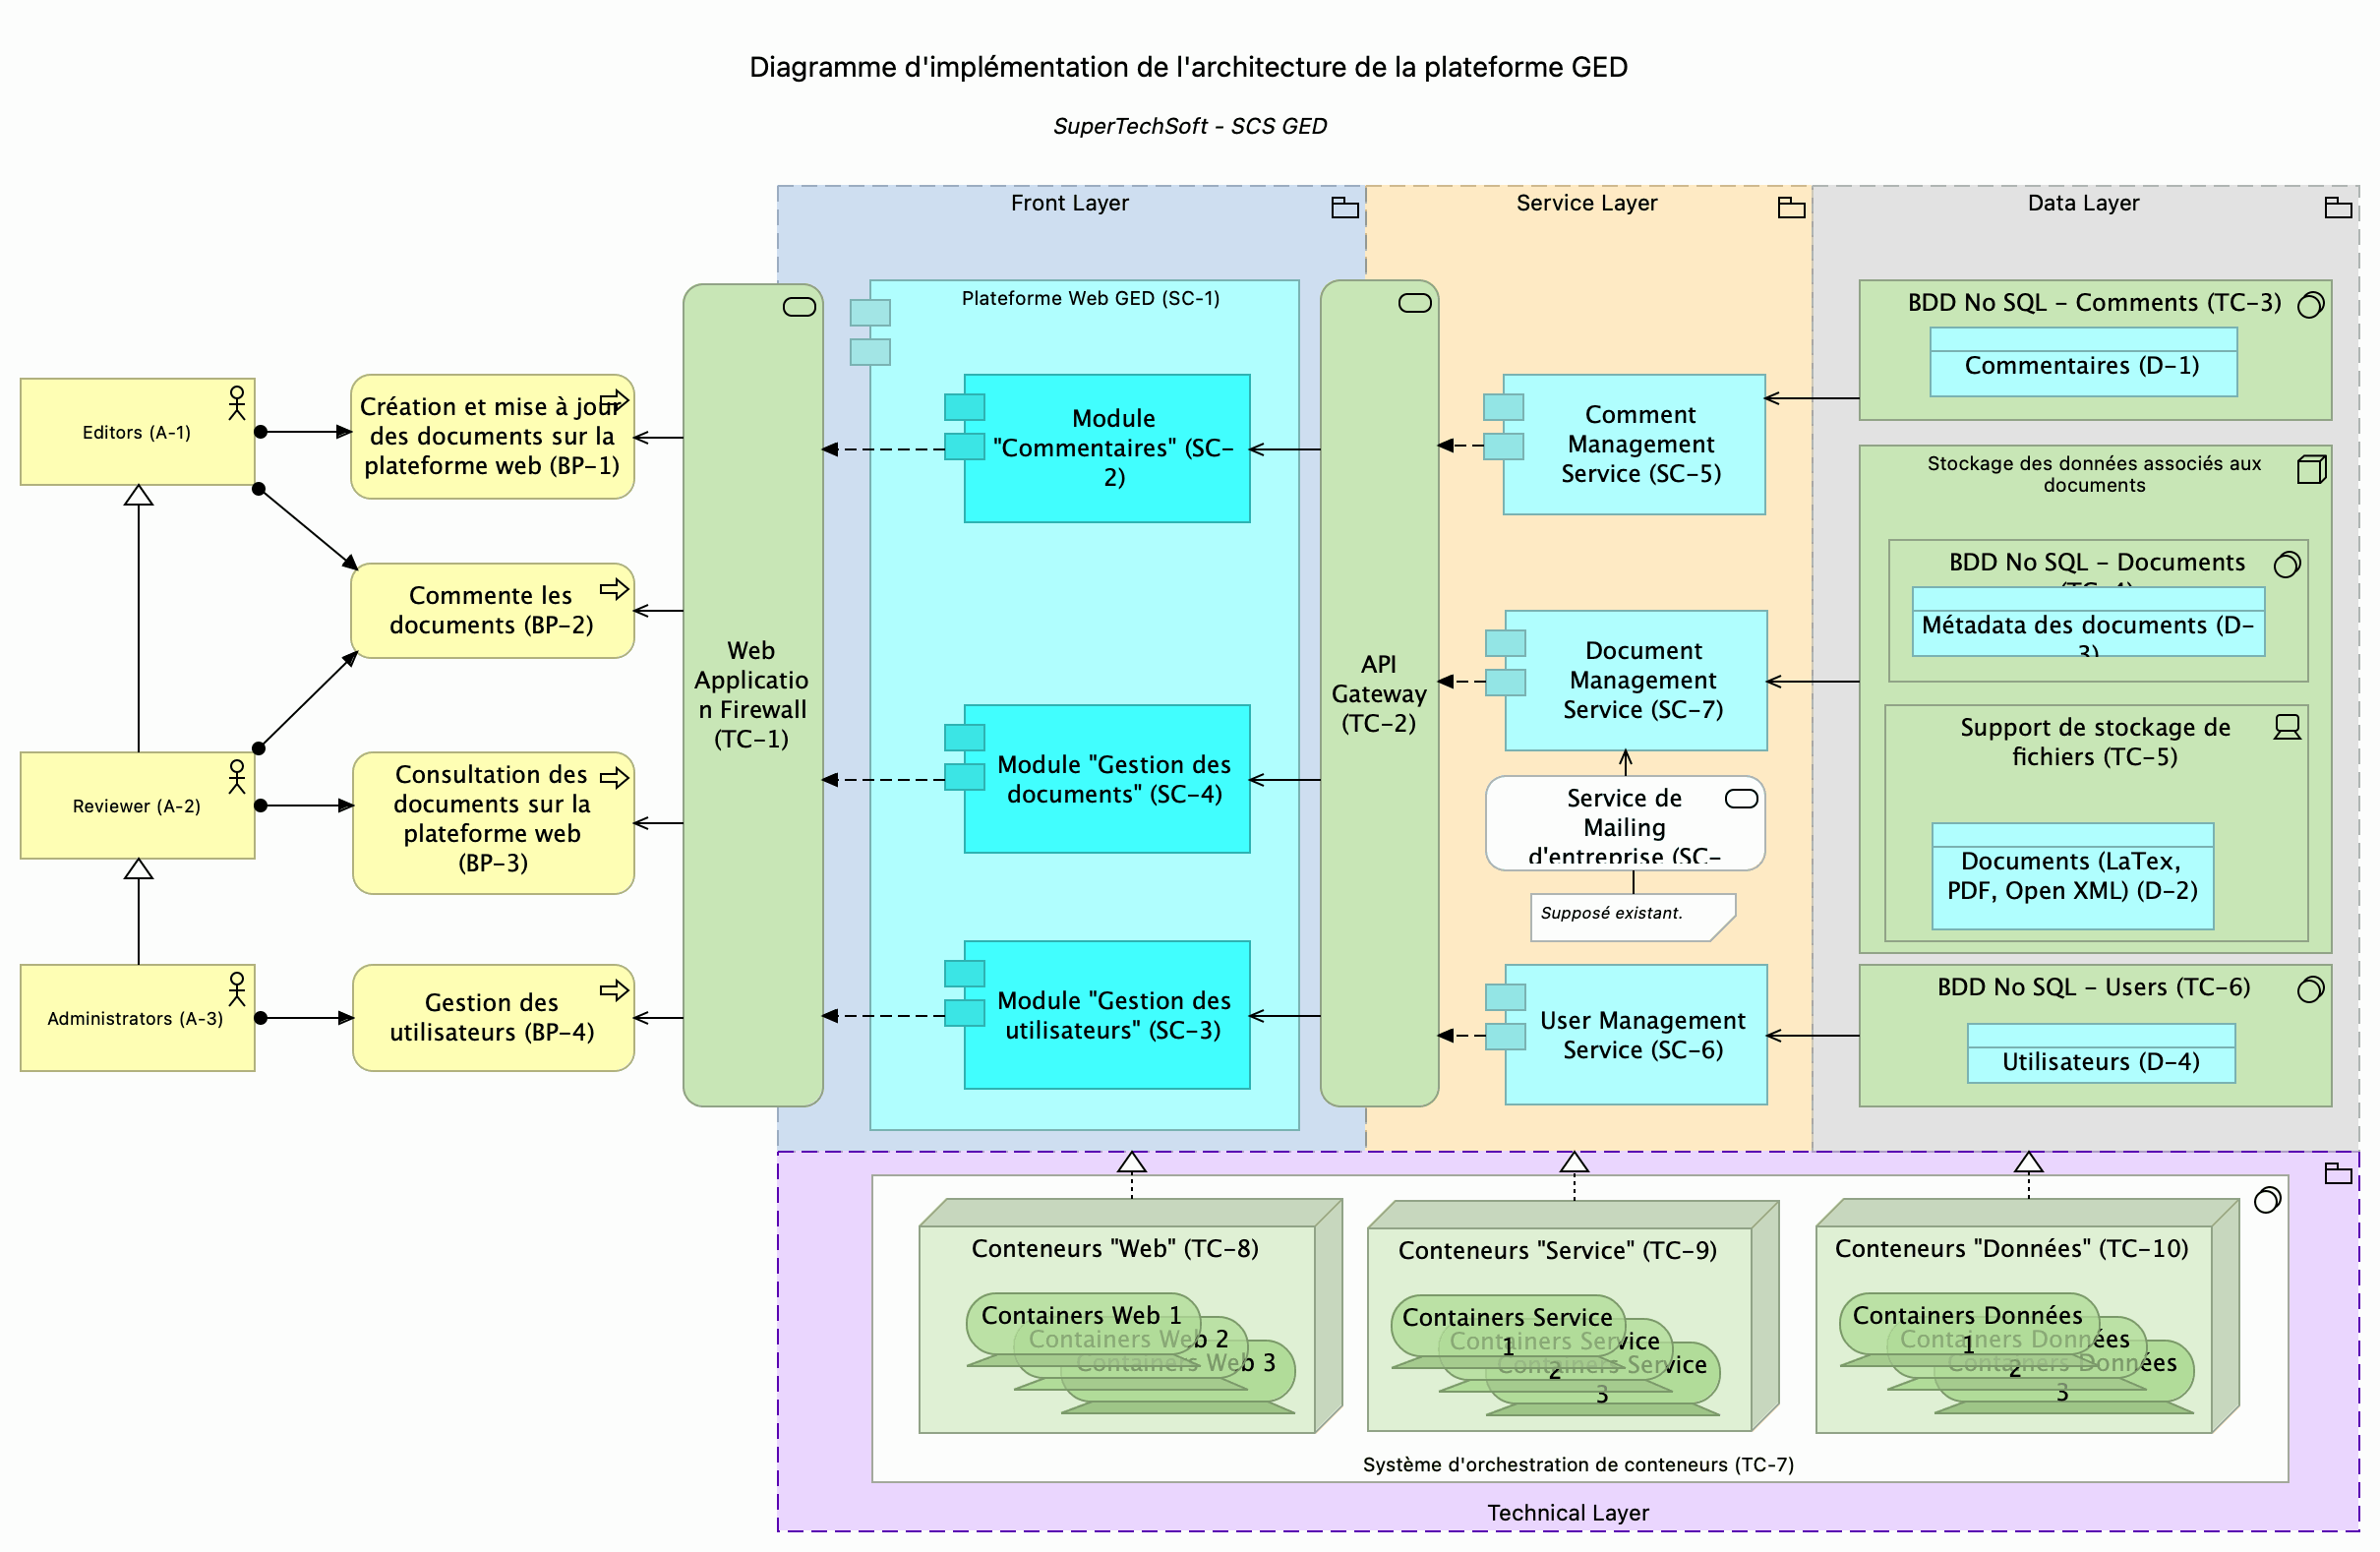 Diagramme d'implémentation de l'architecture de la plateforme GED
SuperTechSoft - SCS GED
Front Layer
Service Layer
Data Layer
Editors (A-1)
Reviewer (A-2)
Administrators (A-3)
Création et mise à jour
des documents sur la
plateforme web (BP-1)
Commente les
documents (BP-2)
Consultation des
documents sur la
plateforme web
(BP-3)
Gestion des
utilisateurs (BP-4)
Web
Applicatio
n Firewall
(TC-1)
Plateforme Web GED (SC-1)
Module
"Commentaires" (SC-
2)
Module "Gestion des
documents" (SC-4)
Module "Gestion des
utilisateurs" (SC-3)
API
Gateway
(TC-2)
Comment
Management
Service (SC-5)
Document
Management
Service (SC-7)
Service de
Mailing
d'entreprise (SC-
Supposé existant.
User Management
Service (SC-6)
BDD No SQL - Comments (TC-3)
Commentaires (D-1)
Stockage des données associés aux
documents
BDD No SQL - Documents
Métadata des documents (D-
3)
Support de stockage de
fichiers (TC-5)
Documents (LaTex,
PDF, Open XML) (D-2)
BDD No SQL - Users (TC-6)
Utilisateurs (D-4)
Conteneurs "Web" (TC-8)
Containers Web 1
Containers Web 2
Containers Web 3
Conteneurs "Service" (TC-9)
Containers Service
1
Containers Service
2
Containers Service
3
Conteneurs "Données" (TC-10)
Containers Données
1
Containers Données
2
Containers Données
3
Système d'orchestration de conteneurs (TC-7)
Technical Layer